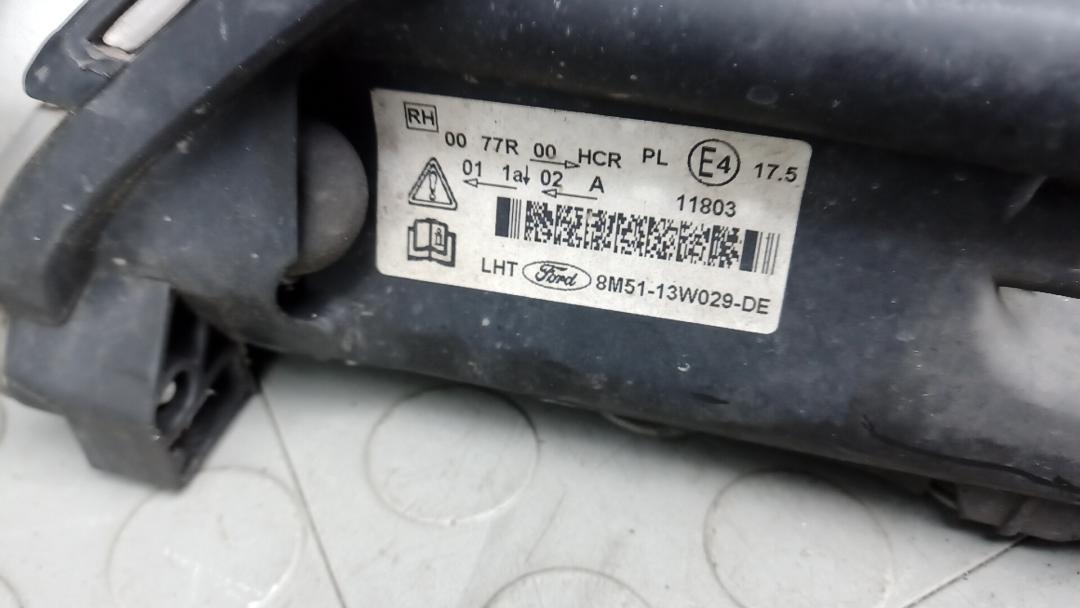 RH
00 77R 00 HCR PL E4 17.5
01 1a 02 A 11803
LHT Ford 8M51-13W029-DE